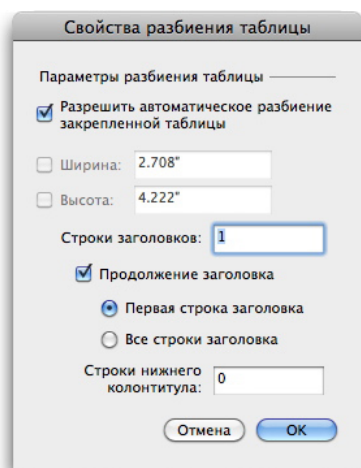 Свойства разбиения таблицы
Параметры разбиения таблицы
Разрешить автоматическое разбиение
закрепленной таблицы
Ширина: 2.708"
Высота: 4.222"
Строки заголовков: 1
Продолжение заголовка
Первая строка заголовка
Все строки заголовка
Строки нижнего
колонтитула: 0
Отмена OK